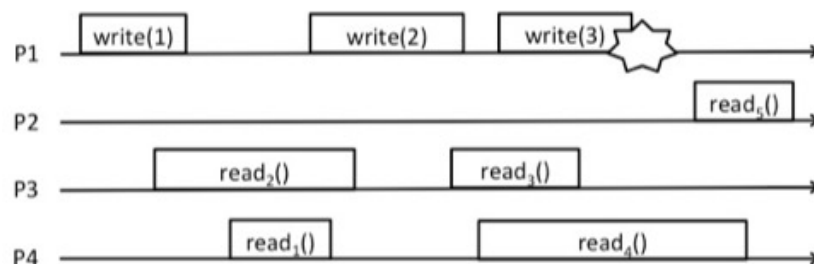 P1 write(1) write(2) write(3)
P2 read₅()
P3 read₂() read₃()
P4 read₁() read₄()